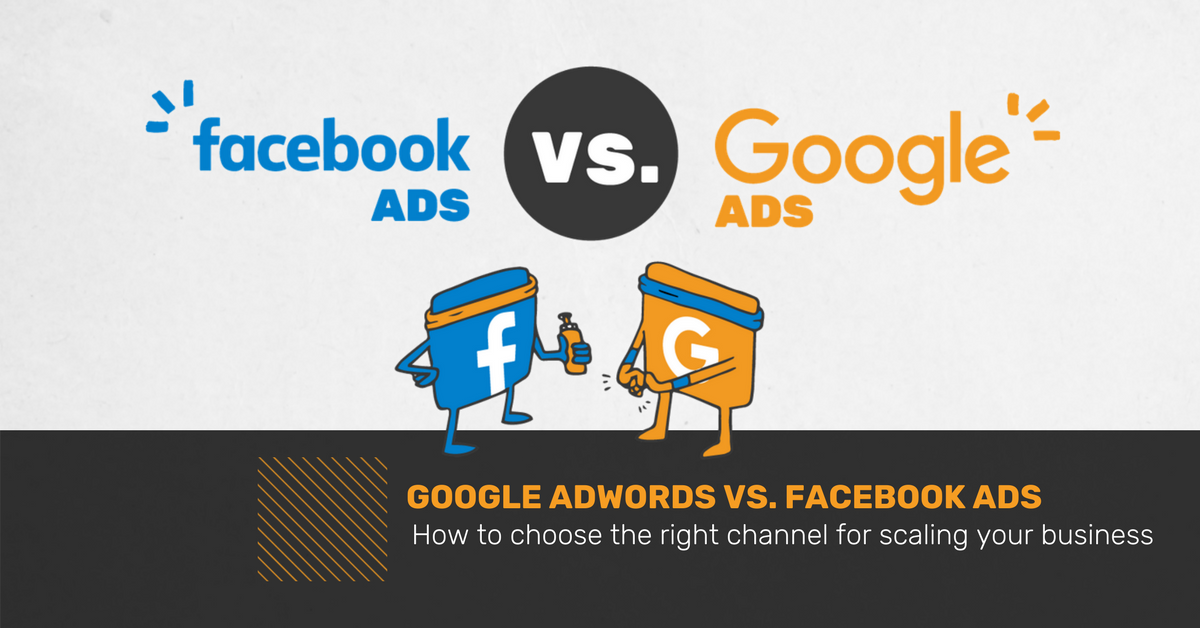 facebook
ADS
vs.
Google
ADS
f
G
GOOGLE ADWORDS VS. FACEBOOK ADS
How to choose the right channel for scaling your business